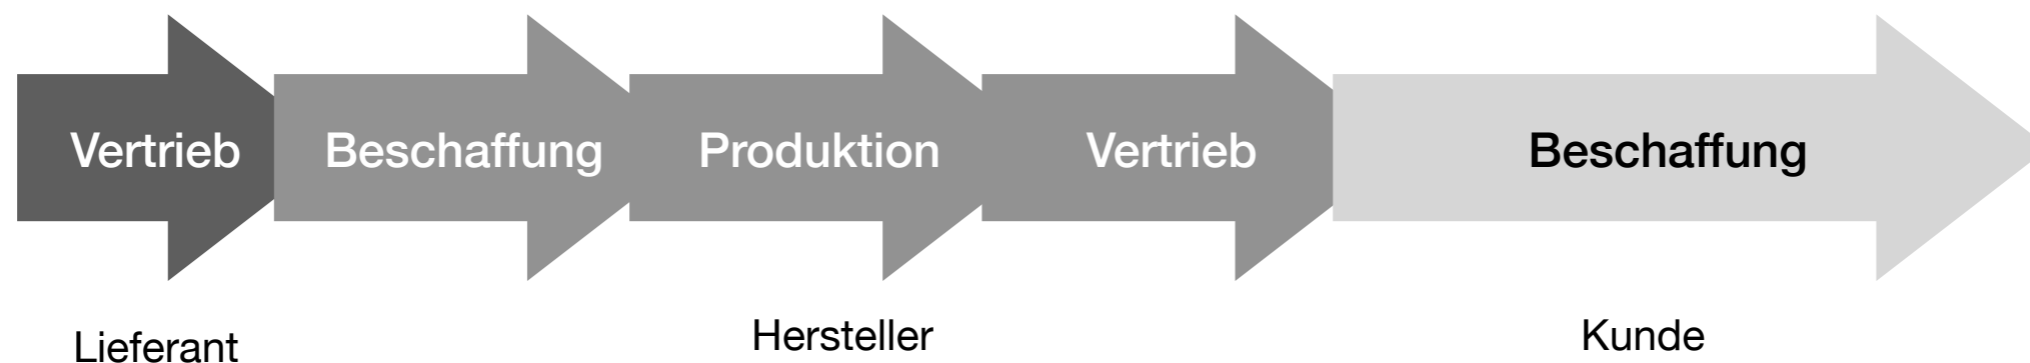 Vertrieb
Beschaffung
Produktion
Vertrieb
Beschaffung
Lieferant
Hersteller
Kunde